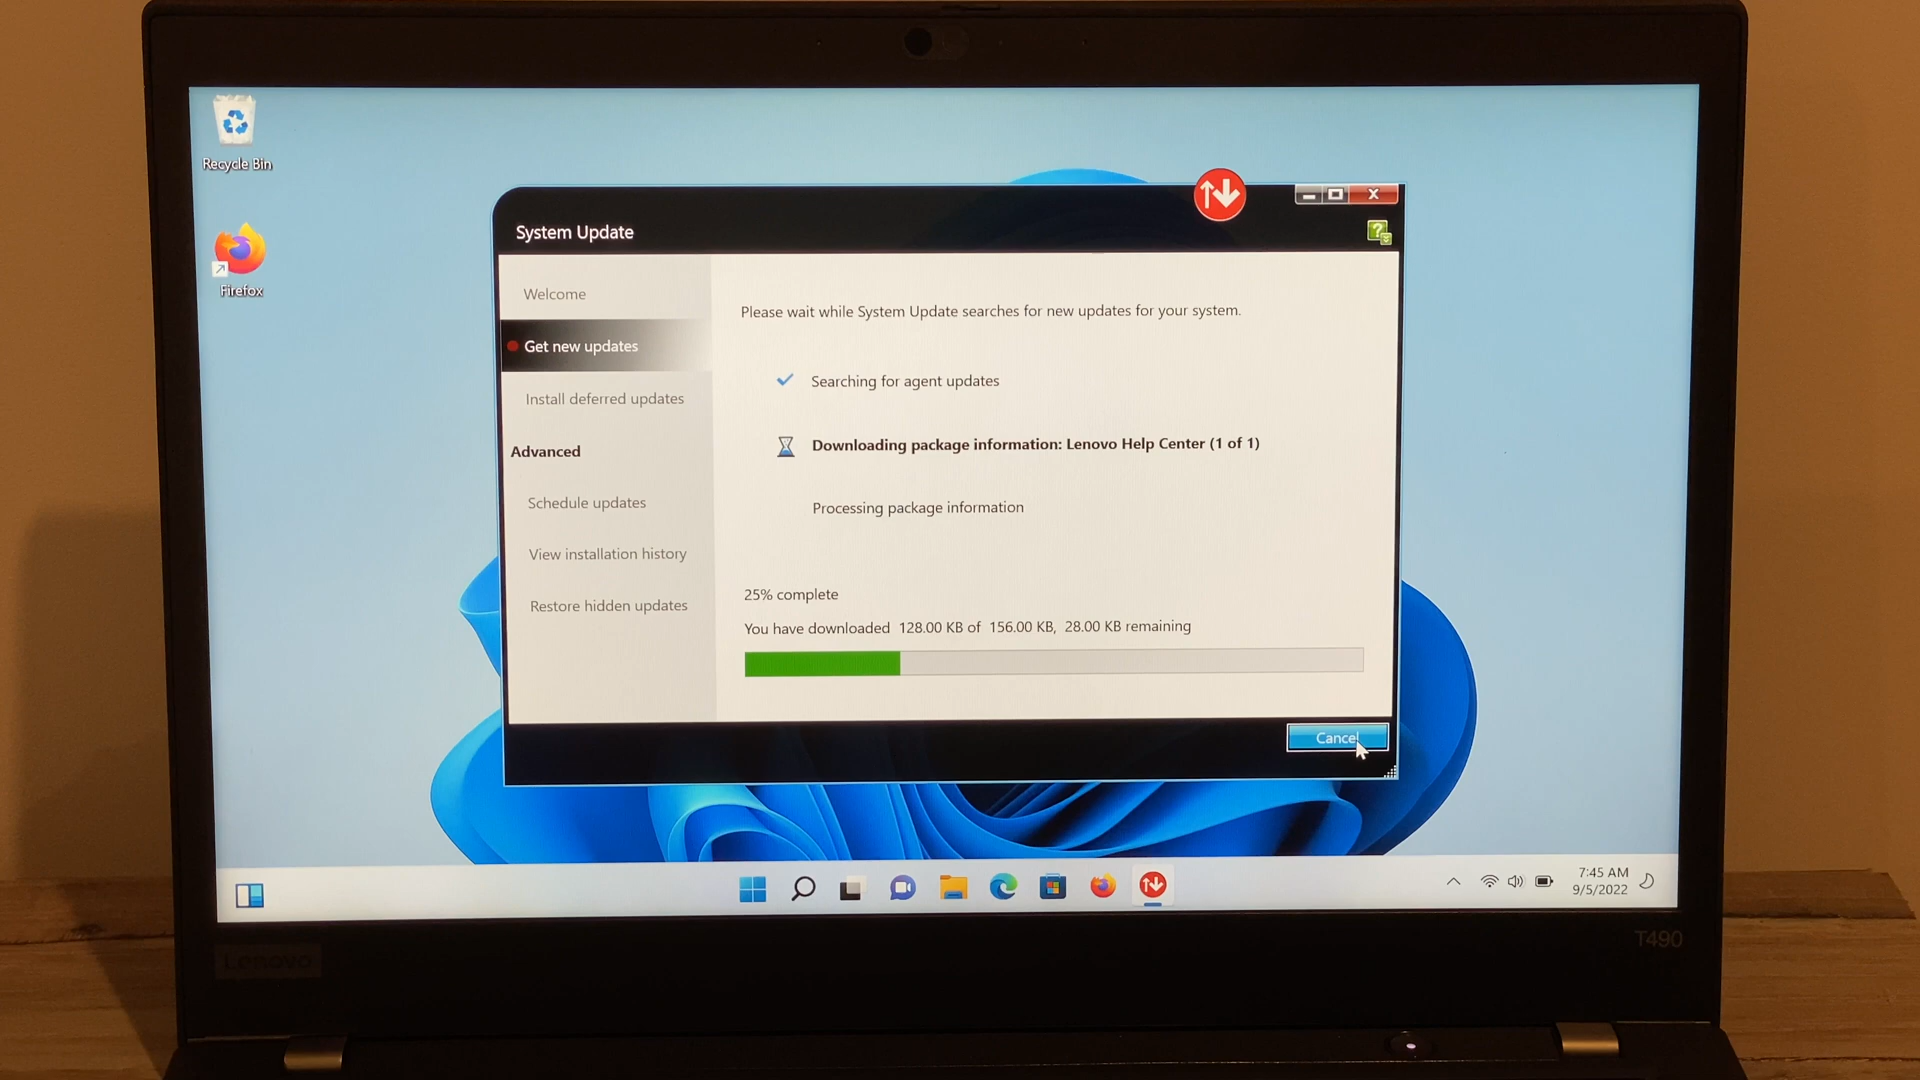 Recycle Bin
Firefox
System Update
Welcome
Get new updates
Install deferred updates
Advanced
Schedule updates
View installation history
Restore hidden updates
Please wait while System Update searches for new updates for your system.
Searching for agent updates
Downloading package information: Lenovo Help Center (1 of 1)
Processing package information
25% complete
You have downloaded 128.00 KB of 156.00 KB, 28.00 KB remaining
Cancel
7:45 AM
9/5/2022
Lenovo
T490